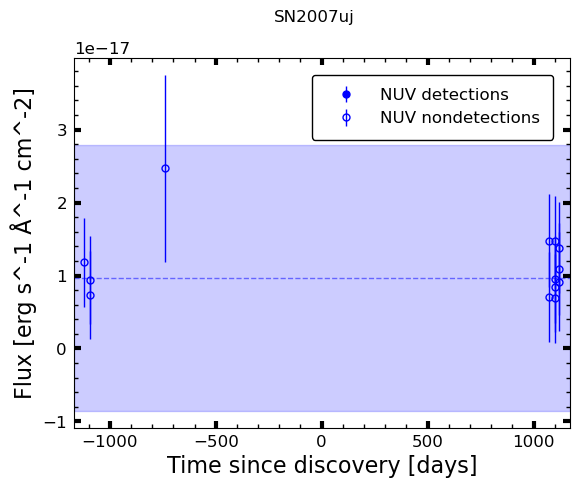 SN2007uj
1e−17
NUV detections
NUV nondetections
3
2
1
0
−1
Flux [erg s^-1 Å^-1 cm^-2]
−1000 −500 0 500 1000
Time since discovery [days]